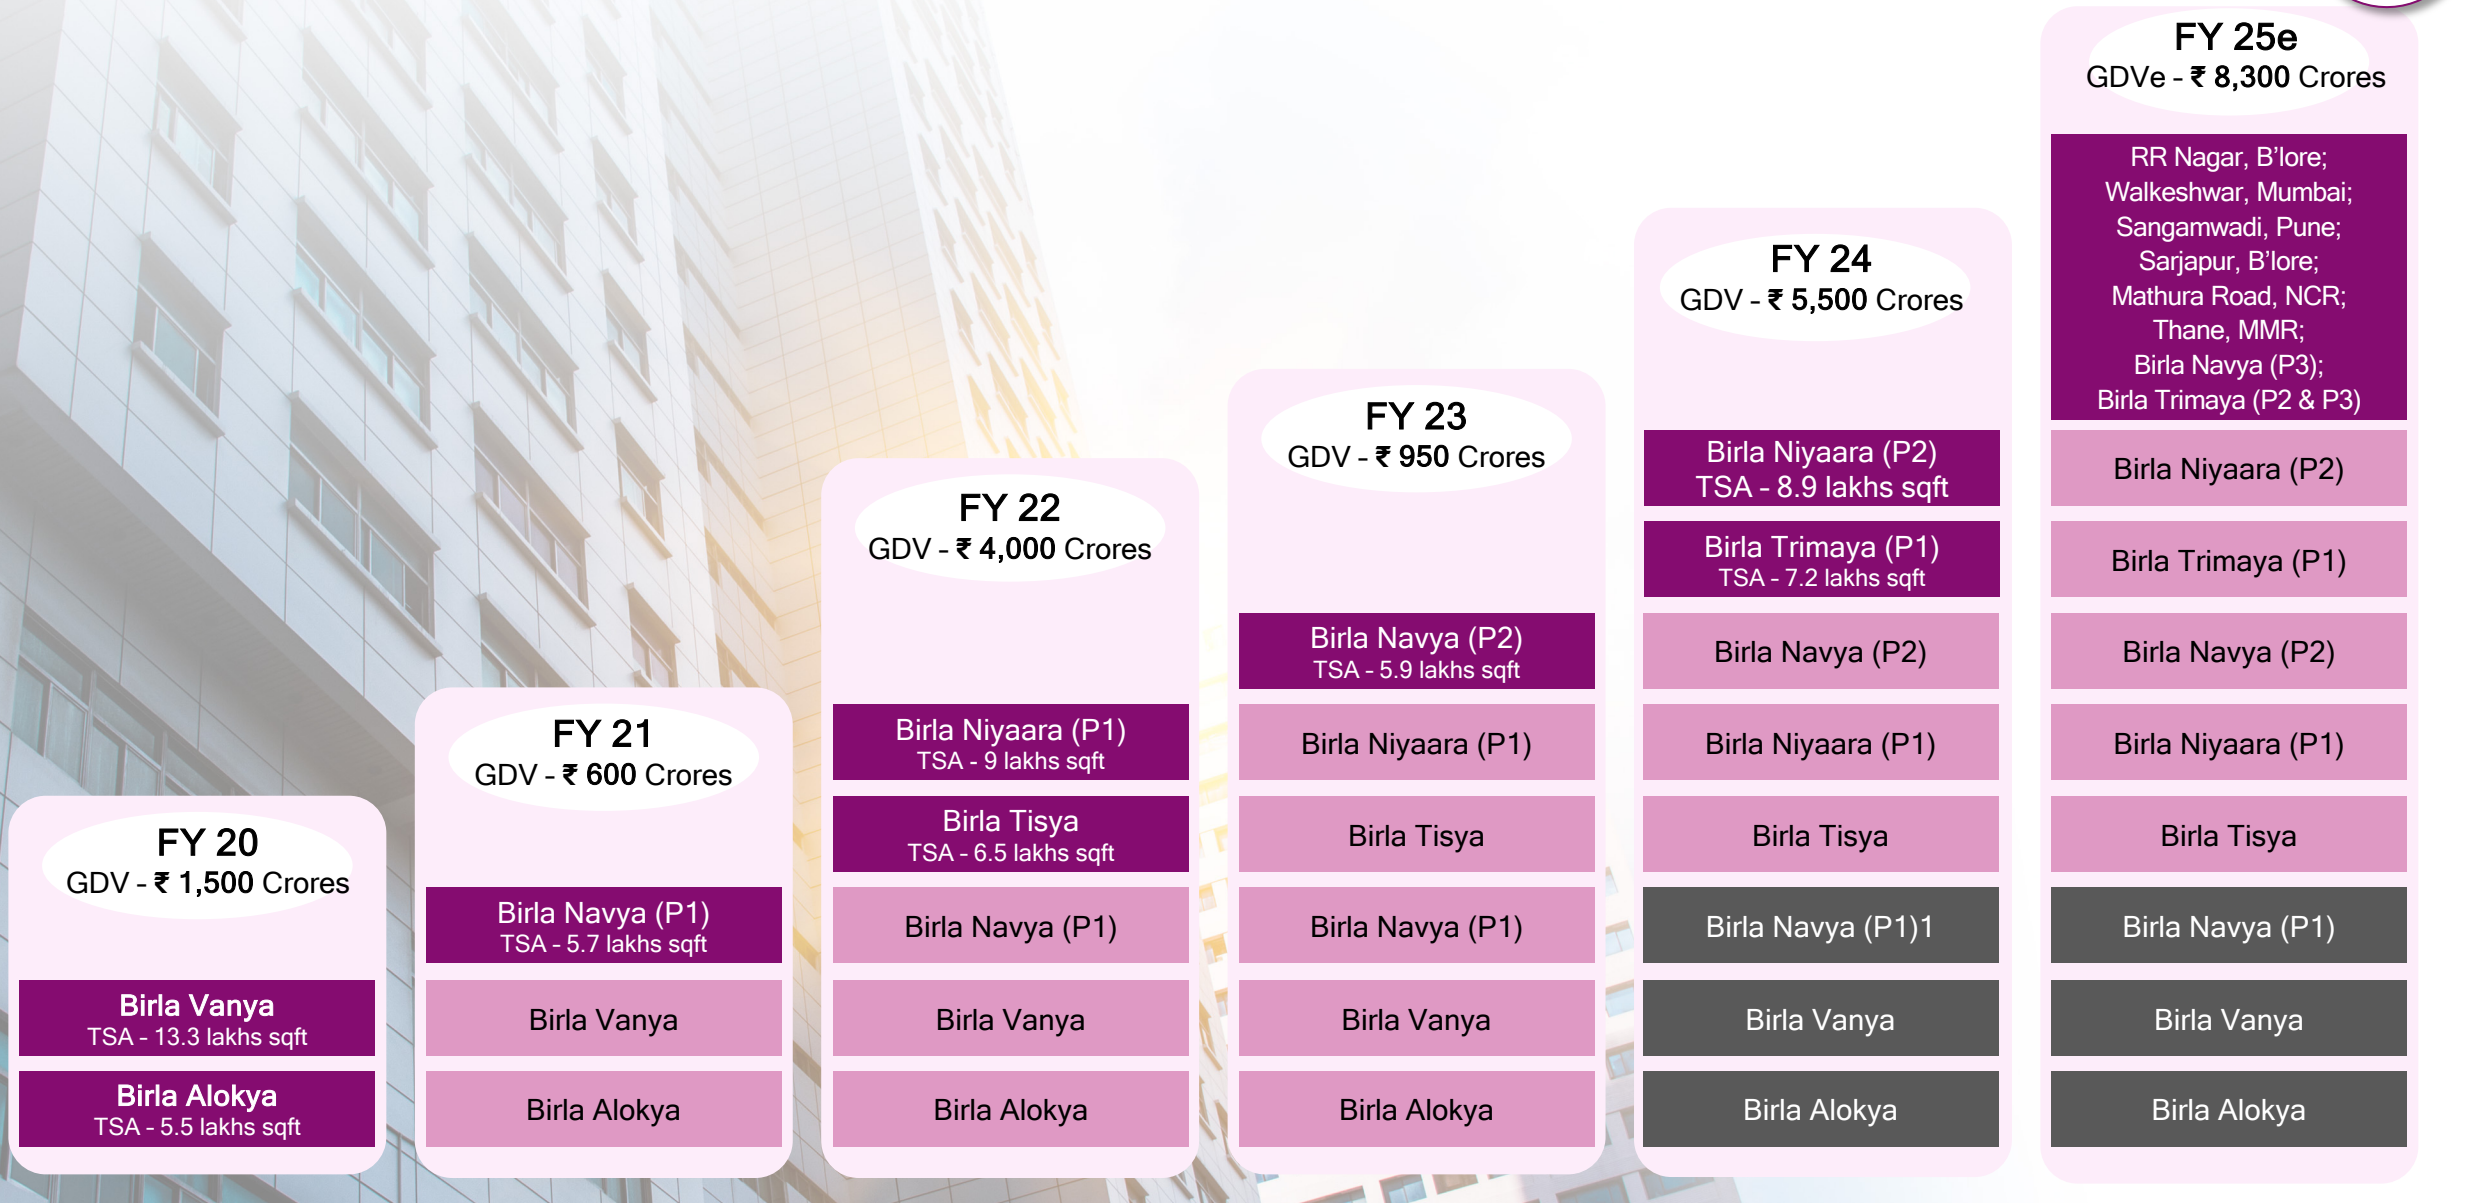 FY 20
GDV - ₹ 1,500 Crores
Birla Vanya
TSA - 13.3 lakhs sqft
Birla Alokya
TSA - 5.5 lakhs sqft
FY 21
GDV - ₹ 600 Crores
Birla Navya (P1)
TSA - 5.7 lakhs sqft
Birla Vanya
Birla Alokya
FY 22
GDV - ₹ 4,000 Crores
Birla Niyaara (P1)
TSA - 9 lakhs sqft
Birla Tisya
TSA - 6.5 lakhs sqft
Birla Navya (P1)
Birla Vanya
Birla Alokya
FY 23
GDV - ₹ 950 Crores
Birla Navya (P2)
TSA - 5.9 lakhs sqft
Birla Niyaara (P1)
Birla Tisya
Birla Navya (P1)
Birla Vanya
Birla Alokya
FY 24
GDV - ₹ 5,500 Crores
Birla Niyaara (P2)
TSA - 8.9 lakhs sqft
Birla Trimaya (P1)
TSA - 7.2 lakhs sqft
Birla Navya (P2)
Birla Niyaara (P1)
Birla Tisya
Birla Navya (P1)1
Birla Vanya
Birla Alokya
FY 25e
GDVe - ₹ 8,300 Crores
RR Nagar, B’lore;
Walkeshwar, Mumbai;
Sangamwadi, Pune;
Sarjapur, B’lore;
Mathura Road, NCR;
Thane, MMR;
Birla Navya (P3);
Birla Trimaya (P2 & P3)
Birla Niyaara (P2)
Birla Trimaya (P1)
Birla Navya (P2)
Birla Niyaara (P1)
Birla Tisya
Birla Navya (P1)
Birla Vanya
Birla Alokya